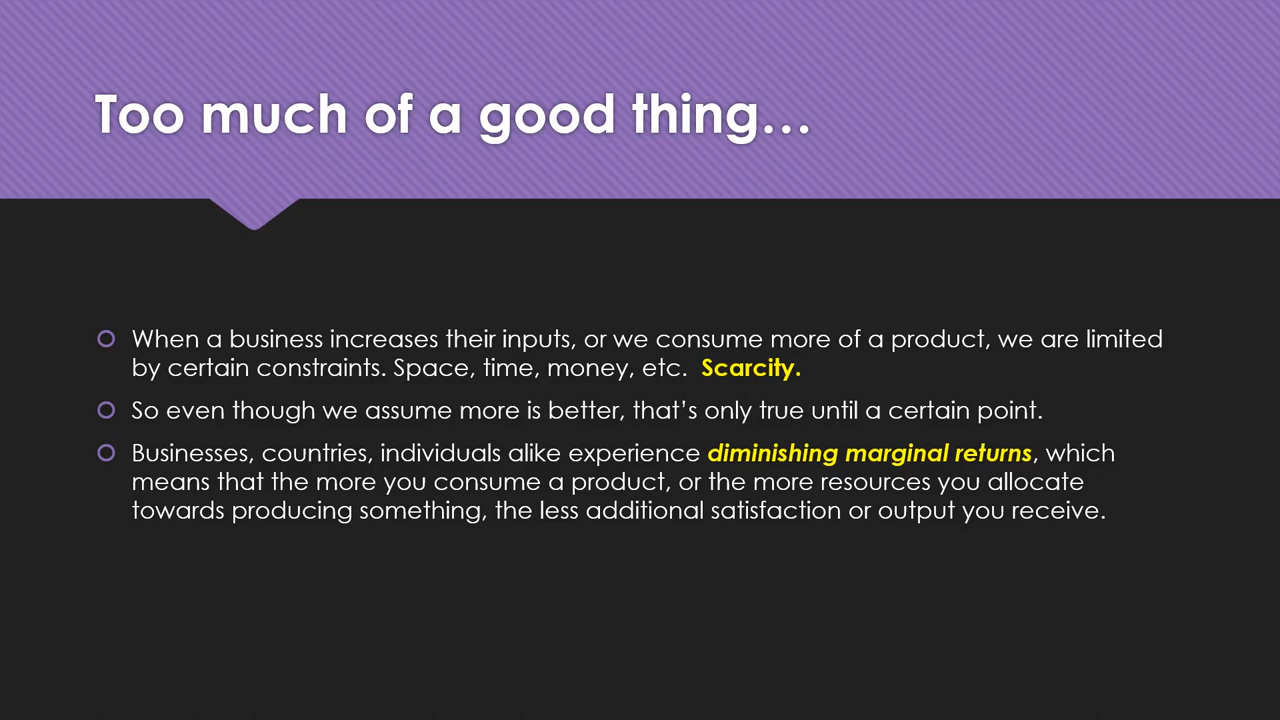 Too much of a good thing…
When a business increases their inputs, or we consume more of a product, we are limited
by certain constraints. Space, time, money, etc.  Scarcity.
So even though we assume more is better, that’s only true until a certain point.
Businesses, countries, individuals alike experience diminishing marginal returns, which
means that the more you consume a product, or the more resources you allocate
towards producing something, the less additional satisfaction or output you receive.